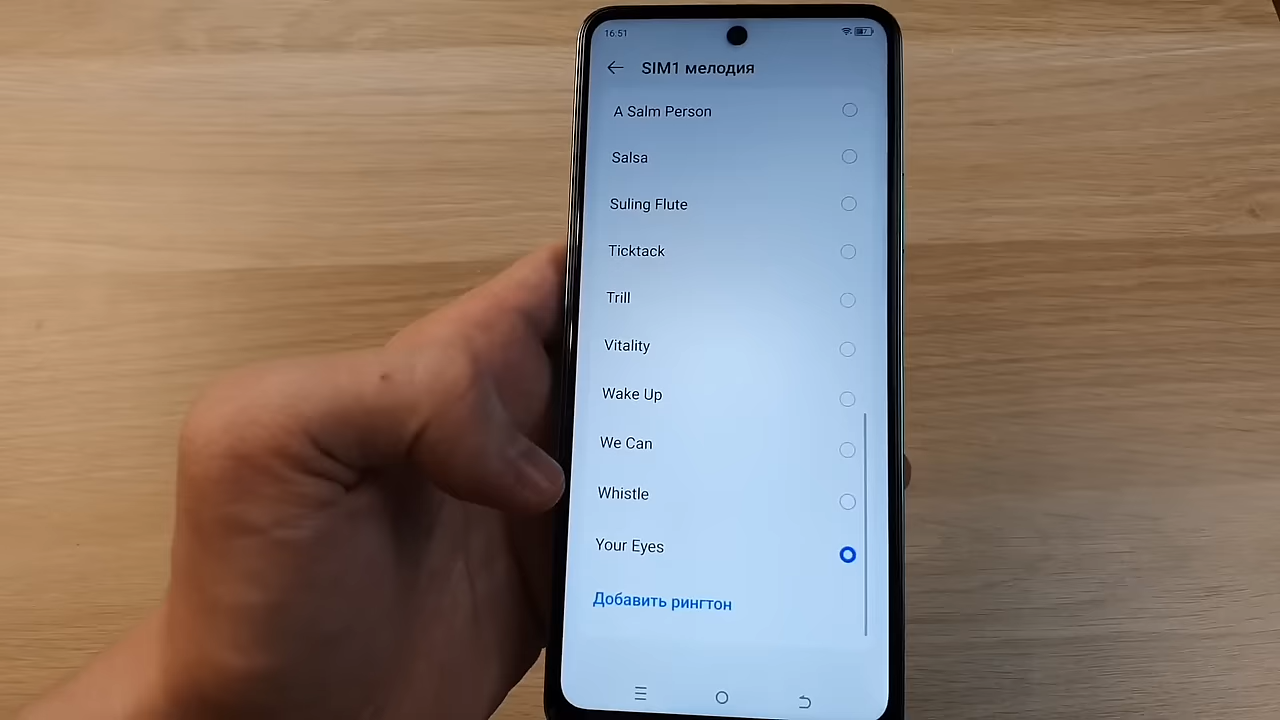 16:51
SIM1 мелодия
A Salm Person
Salsa
Suling Flute
Ticktack
Trill
Vitality
Wake Up
We Can
Whistle
Your Eyes
Добавить рингтон